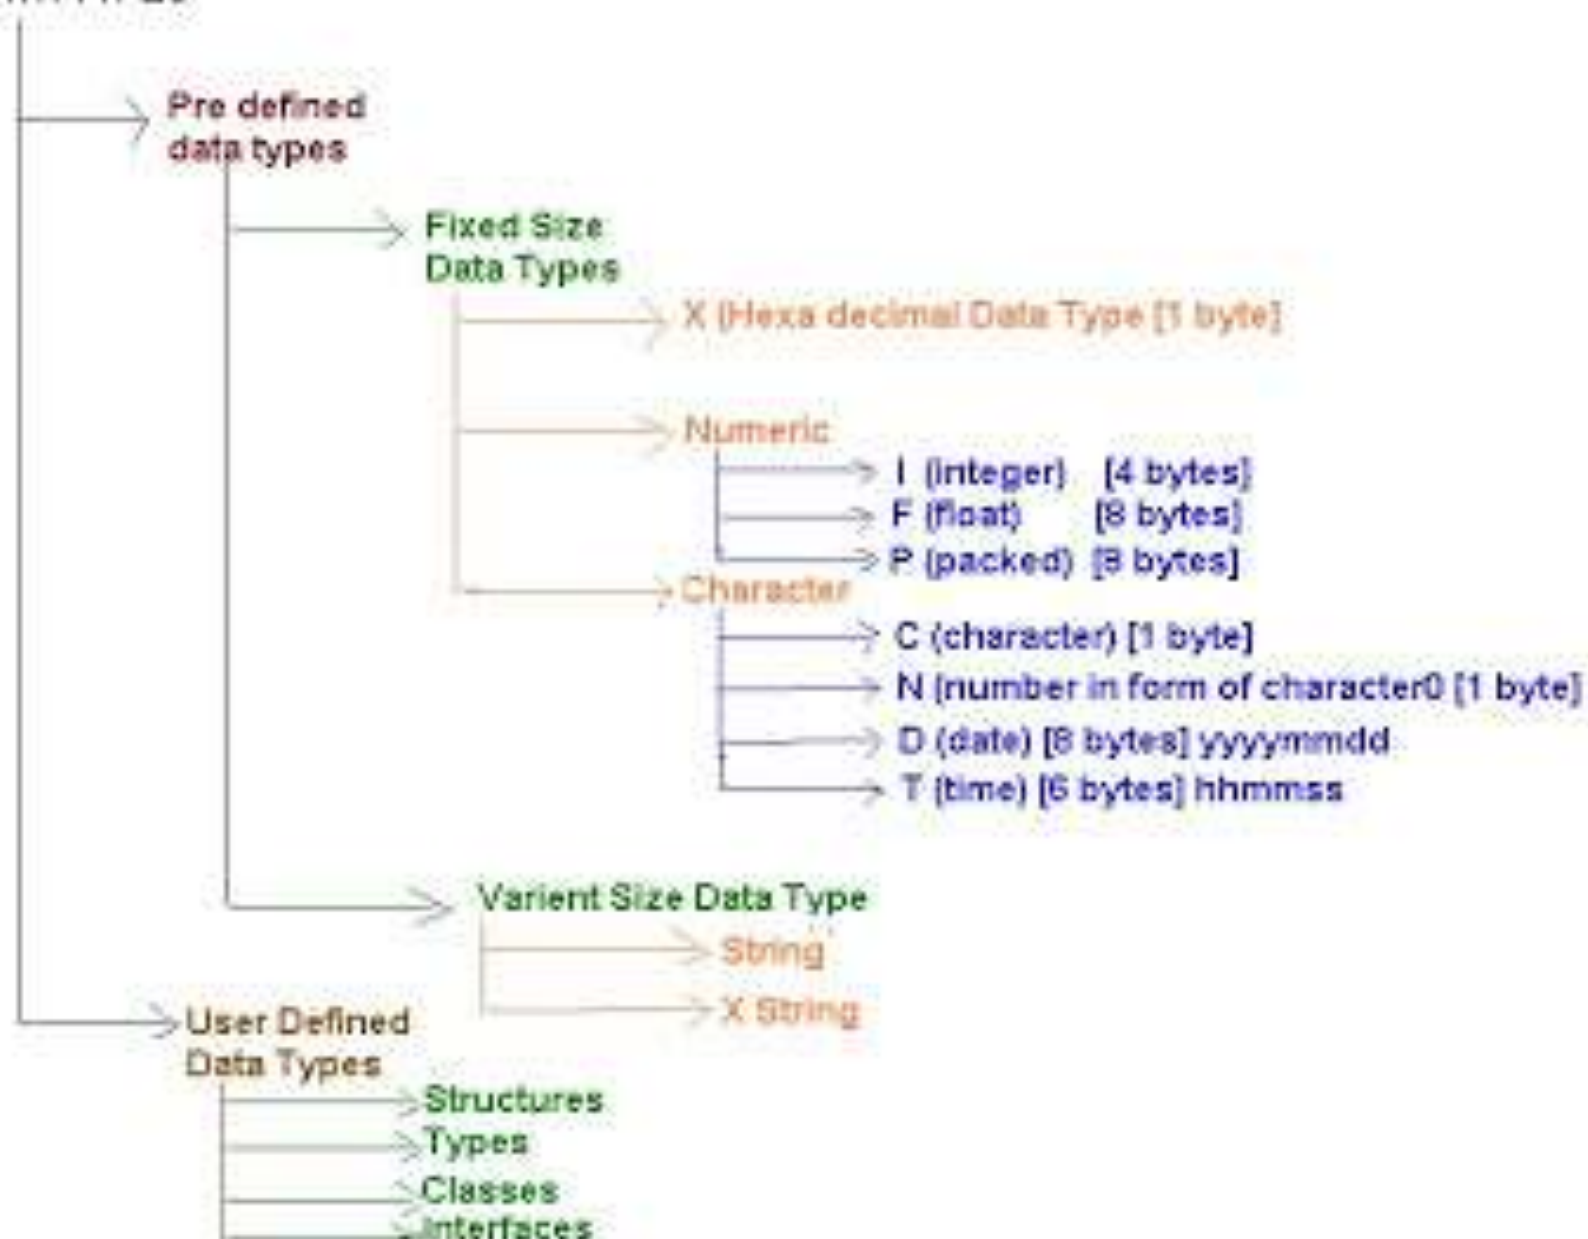 Pre defined
data types
Fixed Size
Data Types
X (Hexa decimal Data Type [1 byte]
Numeric
I (integer) [4 bytes]
F (float) [8 bytes]
P (packed) [8 bytes]
Character
C (character) [1 byte]
N (number in form of character0 [1 byte]
D (date) [8 bytes] yyyymmdd
T (time) [6 bytes] hhmmss
Varient Size Data Type
String
X String
User Defined
Data Types
Structures
Types
Classes
Interfaces